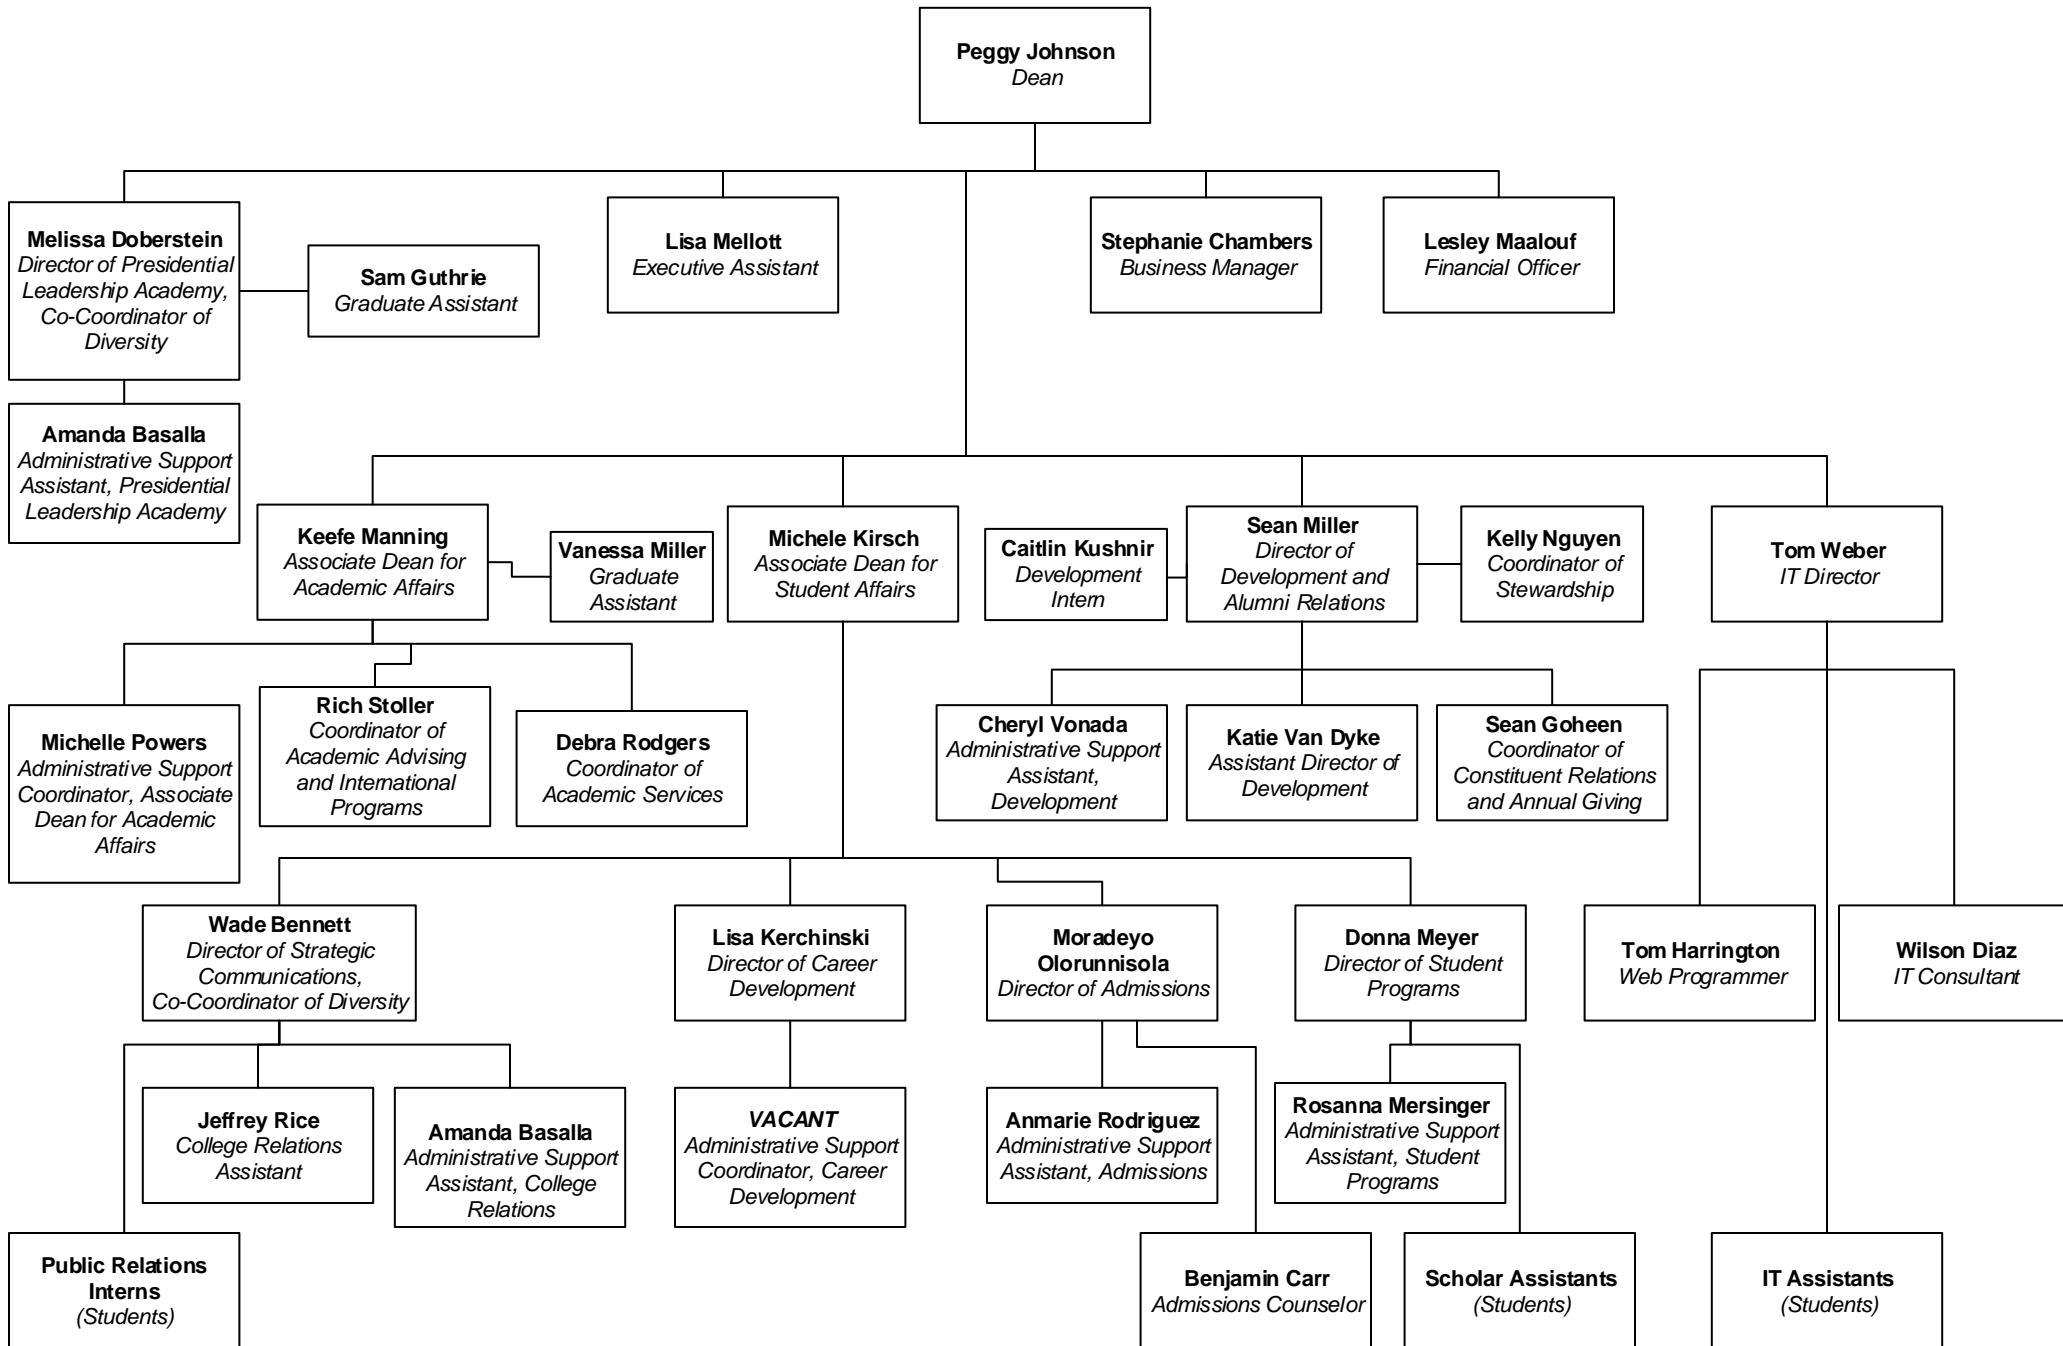 Peggy Johnson
Dean
Melissa Doberstein
Director of Presidential
Leadership Academy,
Co-Coordinator of
Diversity
Sam Guthrie
Graduate Assistant
Lisa Mellott
Executive Assistant
Stephanie Chambers
Business Manager
Lesley Maalouf
Financial Officer
Amanda Basalla
Administrative Support
Assistant, Presidential
Leadership Academy
Keefe Manning
Associate Dean for
Academic Affairs
Vanessa Miller
Graduate
Assistant
Michele Kirsch
Associate Dean for
Student Affairs
Caitlin Kushnir
Development
Intern
Sean Miller
Director of
Development and
Alumni Relations
Kelly Nguyen
Coordinator of
Stewardship
Tom Weber
IT Director
Michelle Powers
Administrative Support
Coordinator, Associate
Dean for Academic
Affairs
Rich Stoller
Coordinator of
Academic Advising
and International
Programs
Debra Rodgers
Coordinator of
Academic Services
Cheryl Vonada
Administrative Support
Assistant,
Development
Katie Van Dyke
Assistant Director of
Development
Sean Goheen
Coordinator of
Constituent Relations
and Annual Giving
Wade Bennett
Director of Strategic
Communications,
Co-Coordinator of Diversity
Lisa Kerchinski
Director of Career
Development
Moradeyo
Olorunnisola
Director of Admissions
Donna Meyer
Director of Student
Programs
Tom Harrington
Web Programmer
Wilson Diaz
IT Consultant
Jeffrey Rice
College Relations
Assistant
Amanda Basalla
Administrative Support
Assistant, College
Relations
VACANT
Administrative Support
Coordinator, Career
Development
Anmarie Rodriguez
Administrative Support
Assistant, Admissions
Rosanna Mersinger
Administrative Support
Assistant, Student
Programs
Public Relations
Interns
(Students)
Benjamin Carr
Admissions Counselor
Scholar Assistants
(Students)
IT Assistants
(Students)